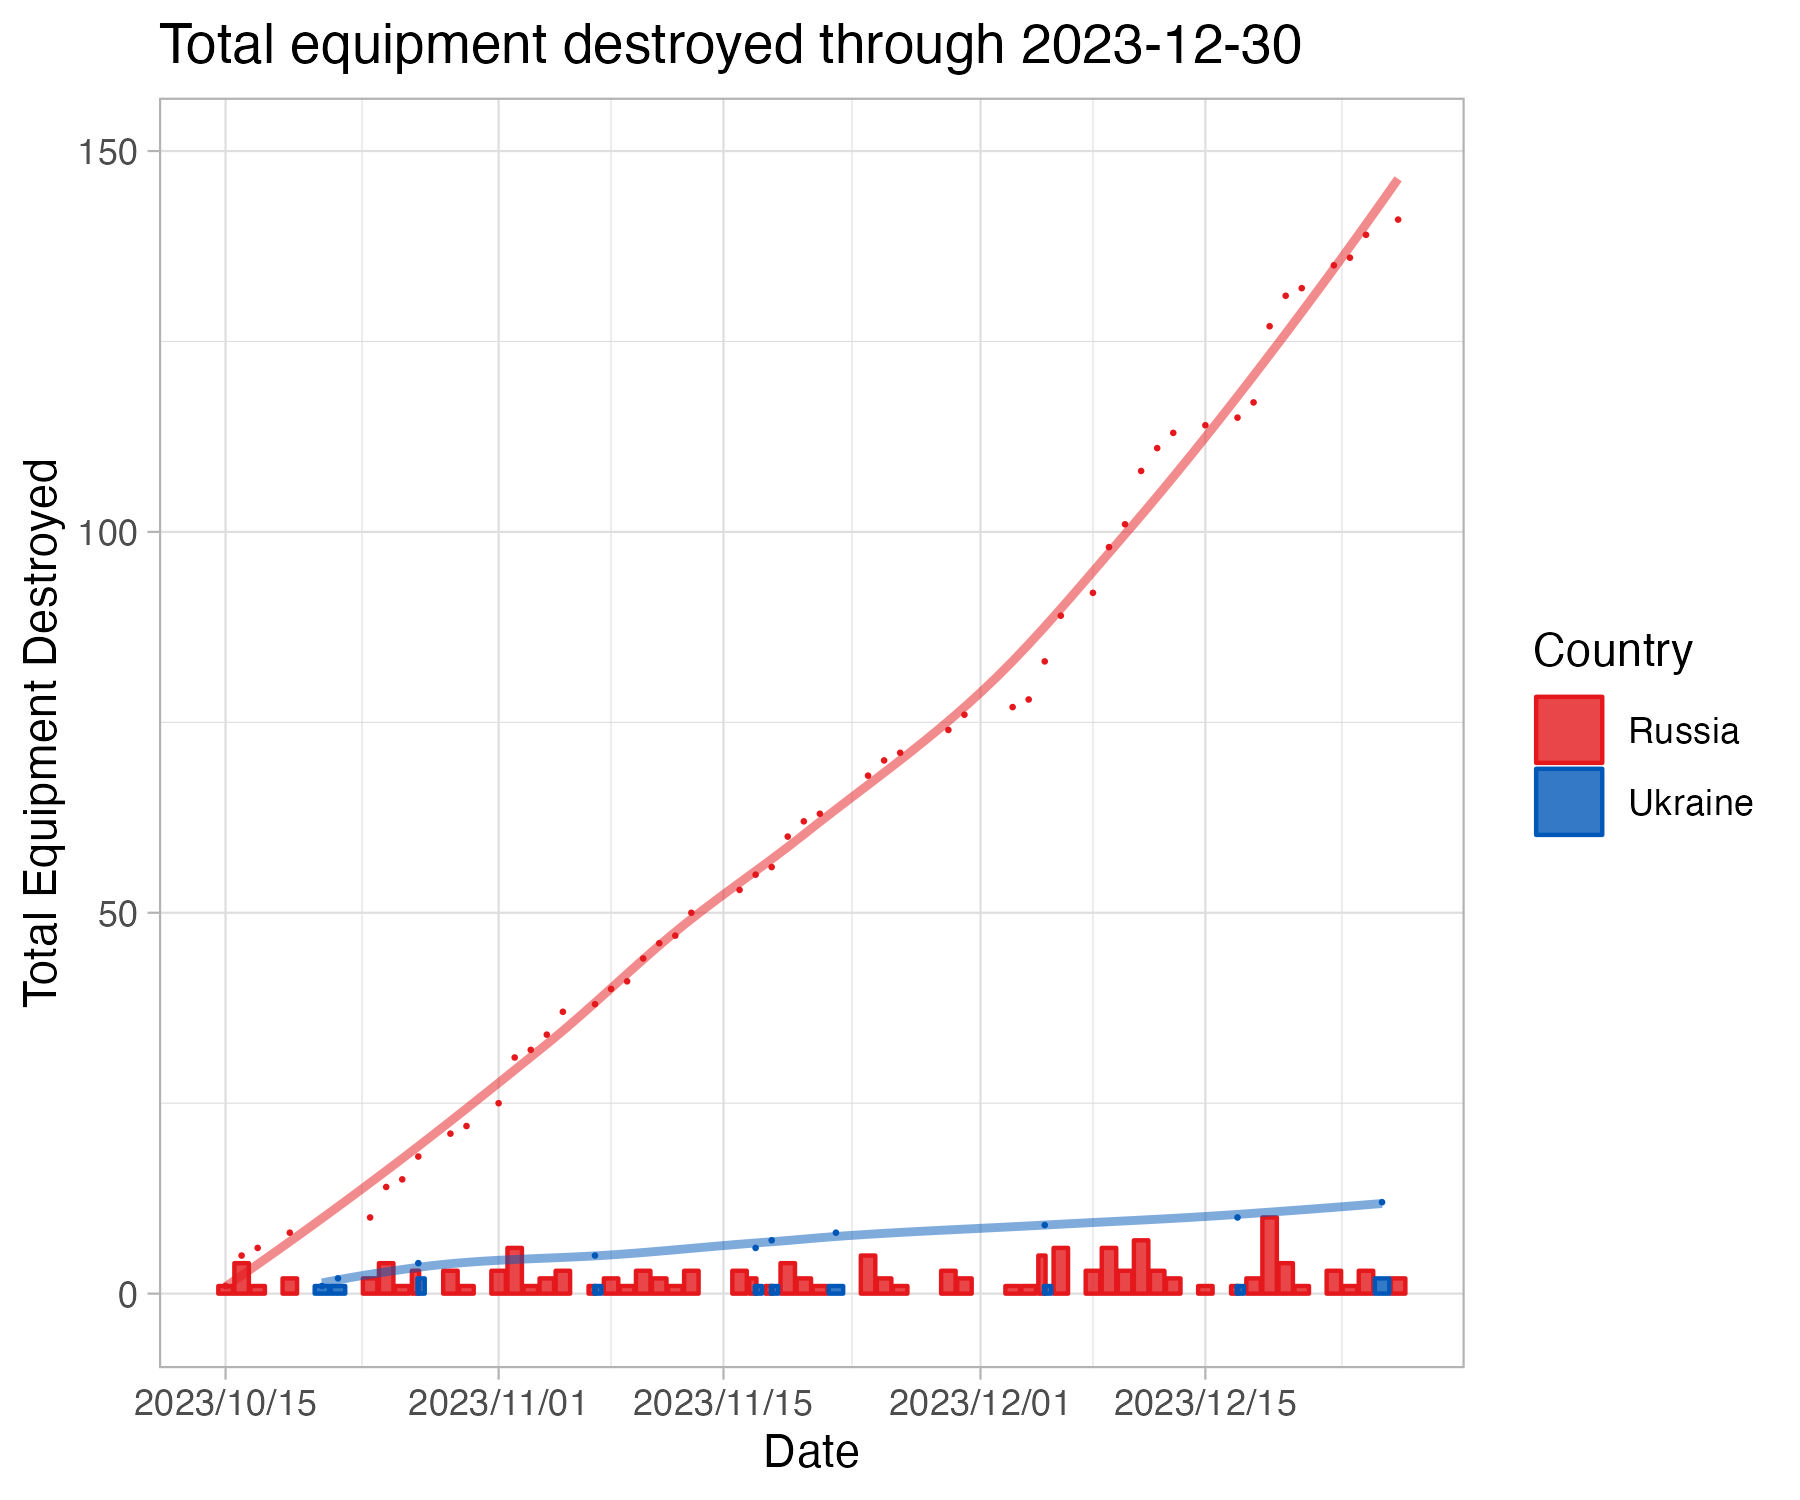 Total equipment destroyed through 2023-12-30
Total Equipment Destroyed
150
100
50
0
2023/10/15
2023/11/01
2023/11/15
2023/12/01
2023/12/15
Date
Country
Russia
Ukraine